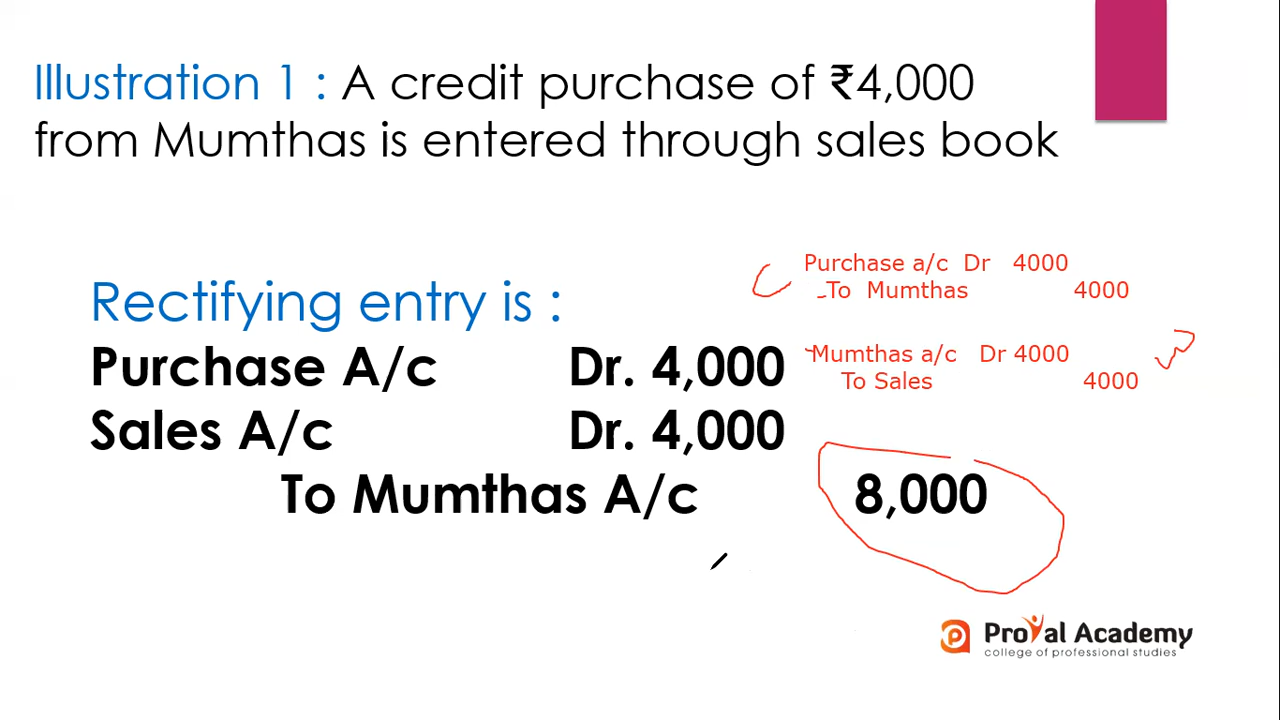 Illustration 1 : A credit purchase of ₹4,000
from Mumthas is entered through sales book
Rectifying entry is :
Purchase A/c Dr. 4,000
Sales A/c Dr. 4,000
To Mumthas A/c 8,000
Purchase a/c Dr 4000
To Mumthas 4000
Mumthas a/c Dr 4000
To Sales 4000
Proval Academy
college of professional studies